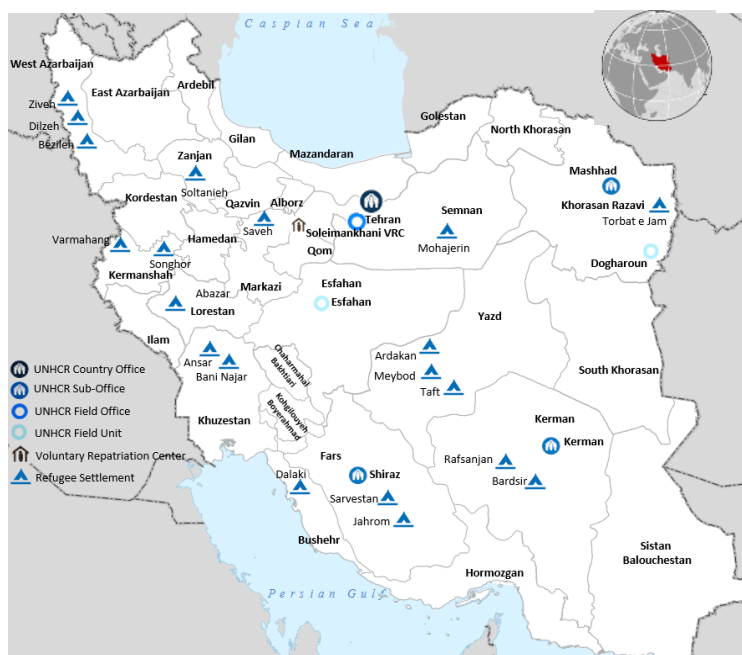 Caspian Sea
West Azarbaijan
East Azarbaijan
Ardebil
Ziveh
Dilzeh
Bezileh
Gilan
Golestan
North Khorasan
Zanjan
Soltanieh
Mazandaran
Mashhad
Khorasan Razavi
Torbat e Jam
Kordestan
Qazvin
Alborz
Tehran
Semnan
Saveh
Soleimankhani VRC
Varmahang
Hamedan
Qom
Mohajerin
Songhor
Dogharoun
Kermanshah
Markazi
Esfahan
Abazar
Lorestan
Esfahan
Yazd
Ilam
Ardakan
Chaharmahal
Bakhtiari
Ansar
Bani Najar
Meybod
South Khorasan
Taft
UNHCR Country Office
UNHCR Sub-Office
UNHCR Field Office
UNHCR Field Unit
Voluntary Repatriation Center
Refugee Settlement
Kohgilouyeh
Boyerahmad
Khuzestan
Kerman
Kerman
Fars
Rafsanjan
Dalaki
Shiraz
Bardsir
Sarvestan
Jahrom
Bushehr
Sistan
Balouchestan
Hormozgan
Persian Gulf